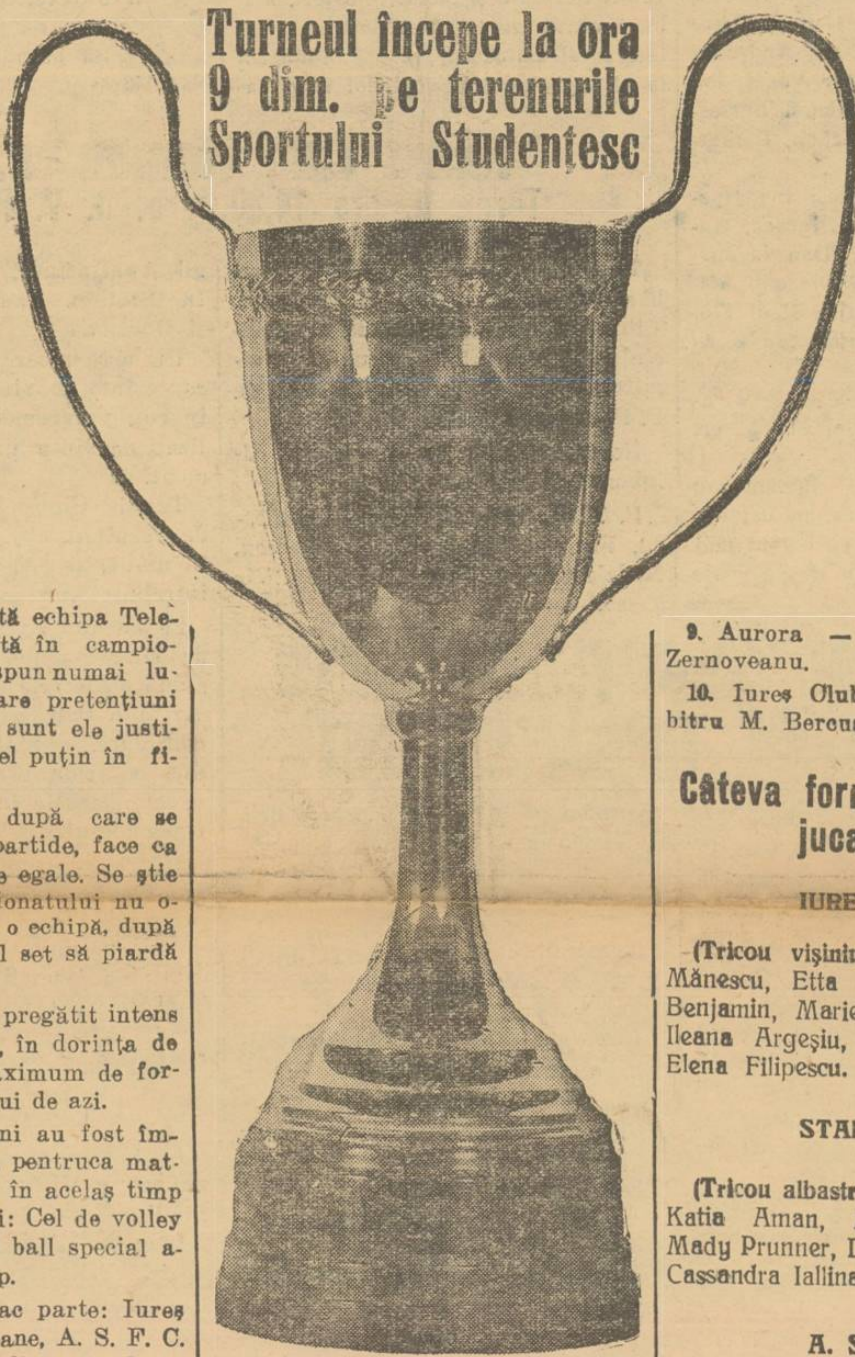 Turneul începe la ora
9 dim. pe terenurile
Sportului Studențesc
tă echipa Tele-
tă în campio-
spun numai lu-
are pretențiuni
sunt ele justi-
el puțin în fi-
după care se
partide, face ca
e egale. Se știe
onatului nu o-
o echipă, după
l set să piardă
pregătit intens
, în dorința de
aximum de for-
ui de azi.
ni au fost îm-
pentruca mat-
în acelaș timp
i: Cel de volley
ball special a-
p.
ac parte: Iureș
ane, A. S. F. C.
9. Aurora —
Zernoveanu.
10. Iureș Olub
bitru M. Bercu
Câteva for
juca
IURE
(Tricou vișiniu
Mănescu, Etta
Benjamin, Marie
Ileana Argeșiu,
Elena Filipescu.
STA
(Tricou albastr
Katia Aman,
Mady Prunner,
Cassandra Iallina
A. S